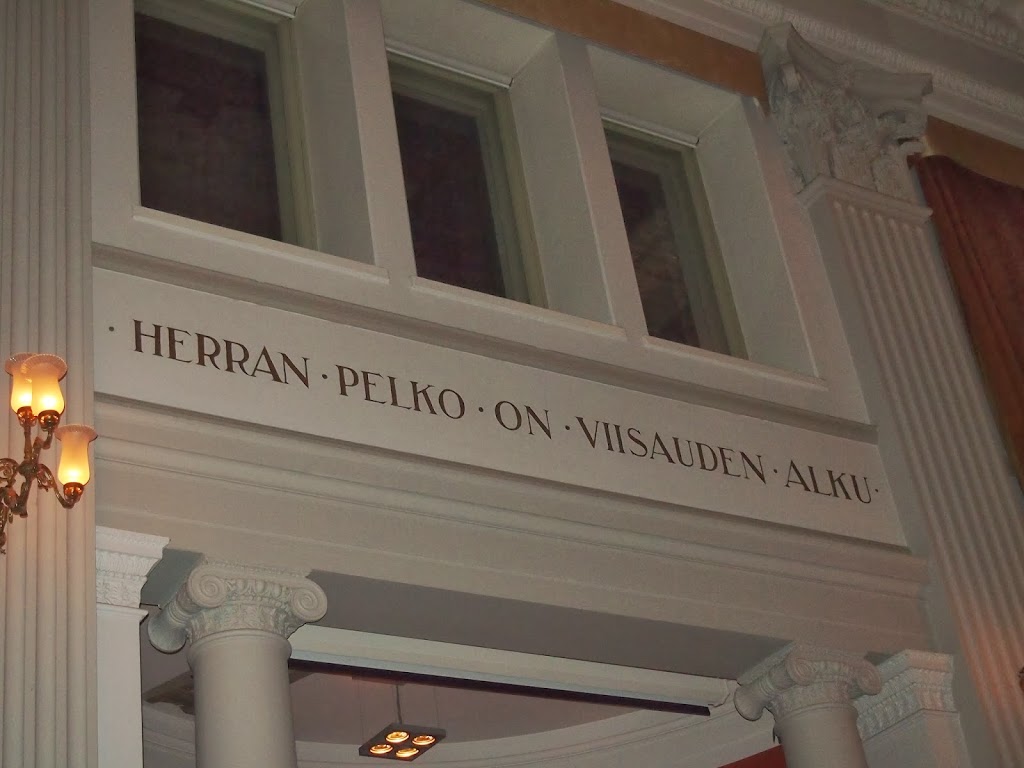 · HERRAN · PELKO · ON · VIISAUDEN · ALKU ·